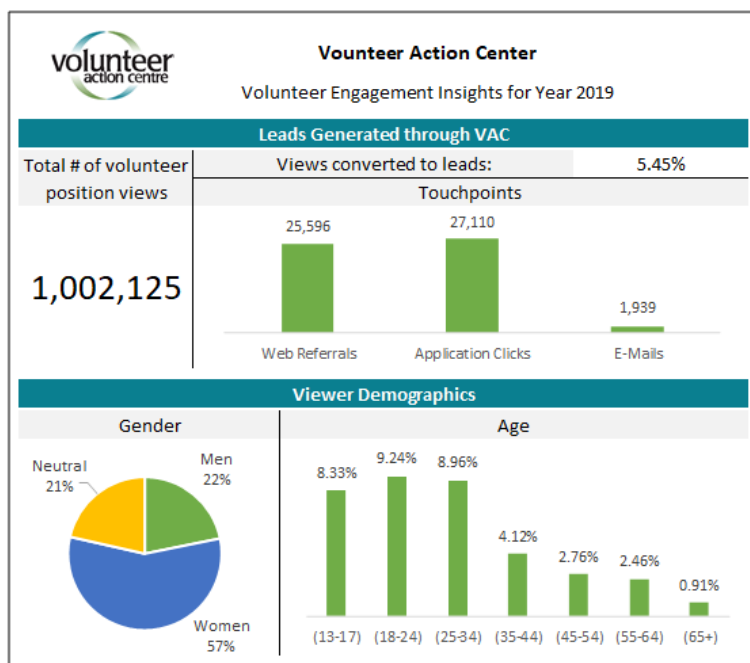 volunteer
action centre
Vounteer Action Center
Volunteer Engagement Insights for Year 2019
Leads Generated through VAC
Total # of volunteer
position views
1,002,125
Views converted to leads: 5.45%
Touchpoints
25,596 27,110 1,939
Web Referrals Application Clicks E-Mails
Viewer Demographics
Gender
Neutral
21%
Men
22%
Women
57%
Age
8.33% 9.24% 8.96% 4.12% 2.76% 2.46% 0.91%
(13-17) (18-24) (25-34) (35-44) (45-54) (55-64) (65+)